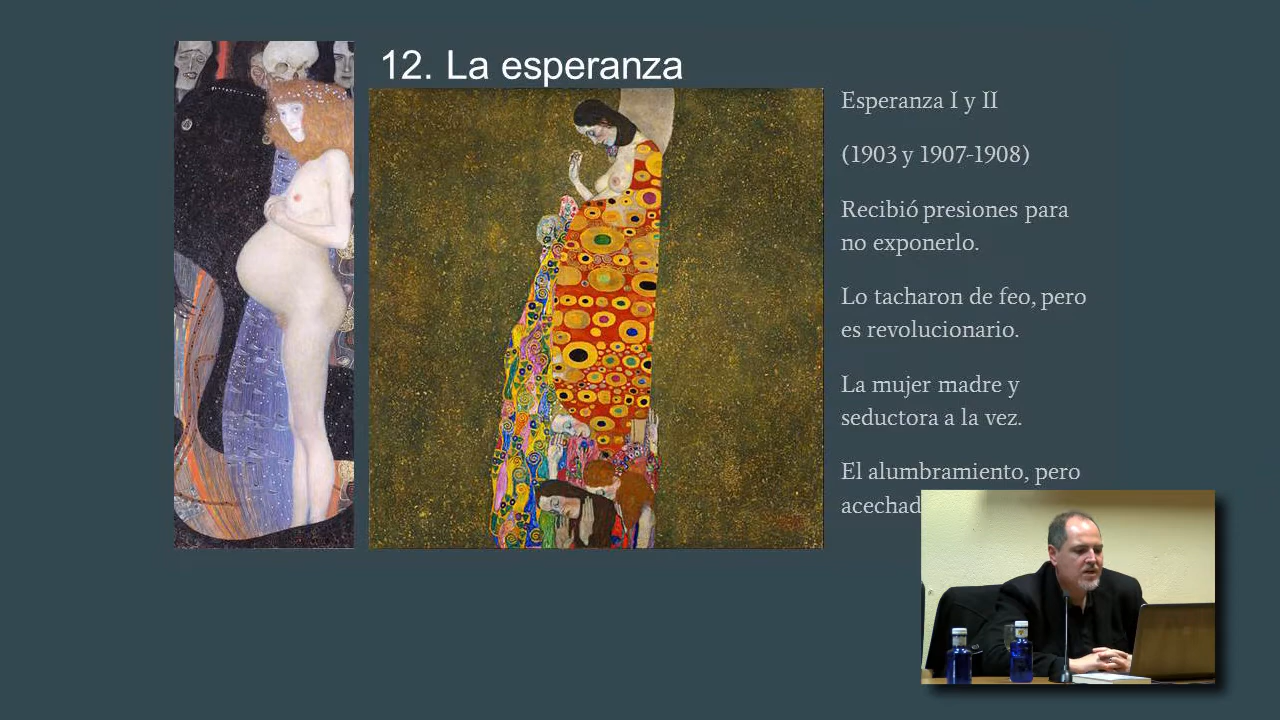 12. La esperanza
Esperanza I y II
(1903 y 1907-1908)
Recibió presiones para
no exponerlo.
Lo tacharon de feo, pero
es revolucionario.
La mujer madre y
seductora a la vez.
El alumbramiento, pero